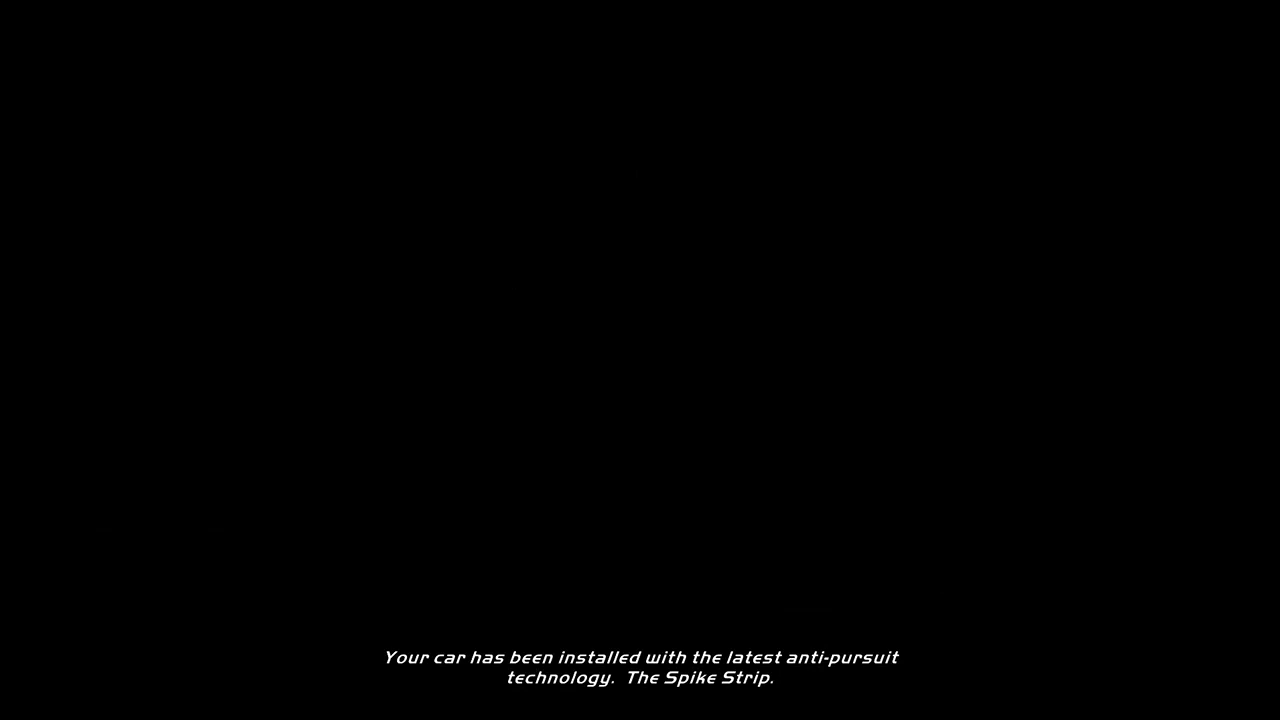 Your car has been installed with the latest anti-pursuit
technology.  The Spike Strip.